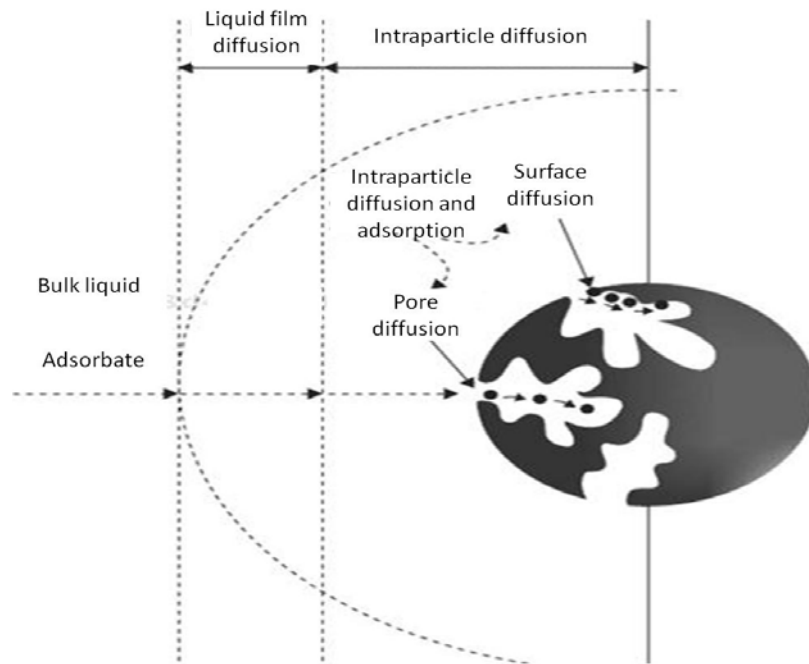 Liquid film
diffusion
Intraparticle diffusion
Intraparticle
diffusion and
adsorption
Surface
diffusion
Bulk liquid
Pore
diffusion
Adsorbate